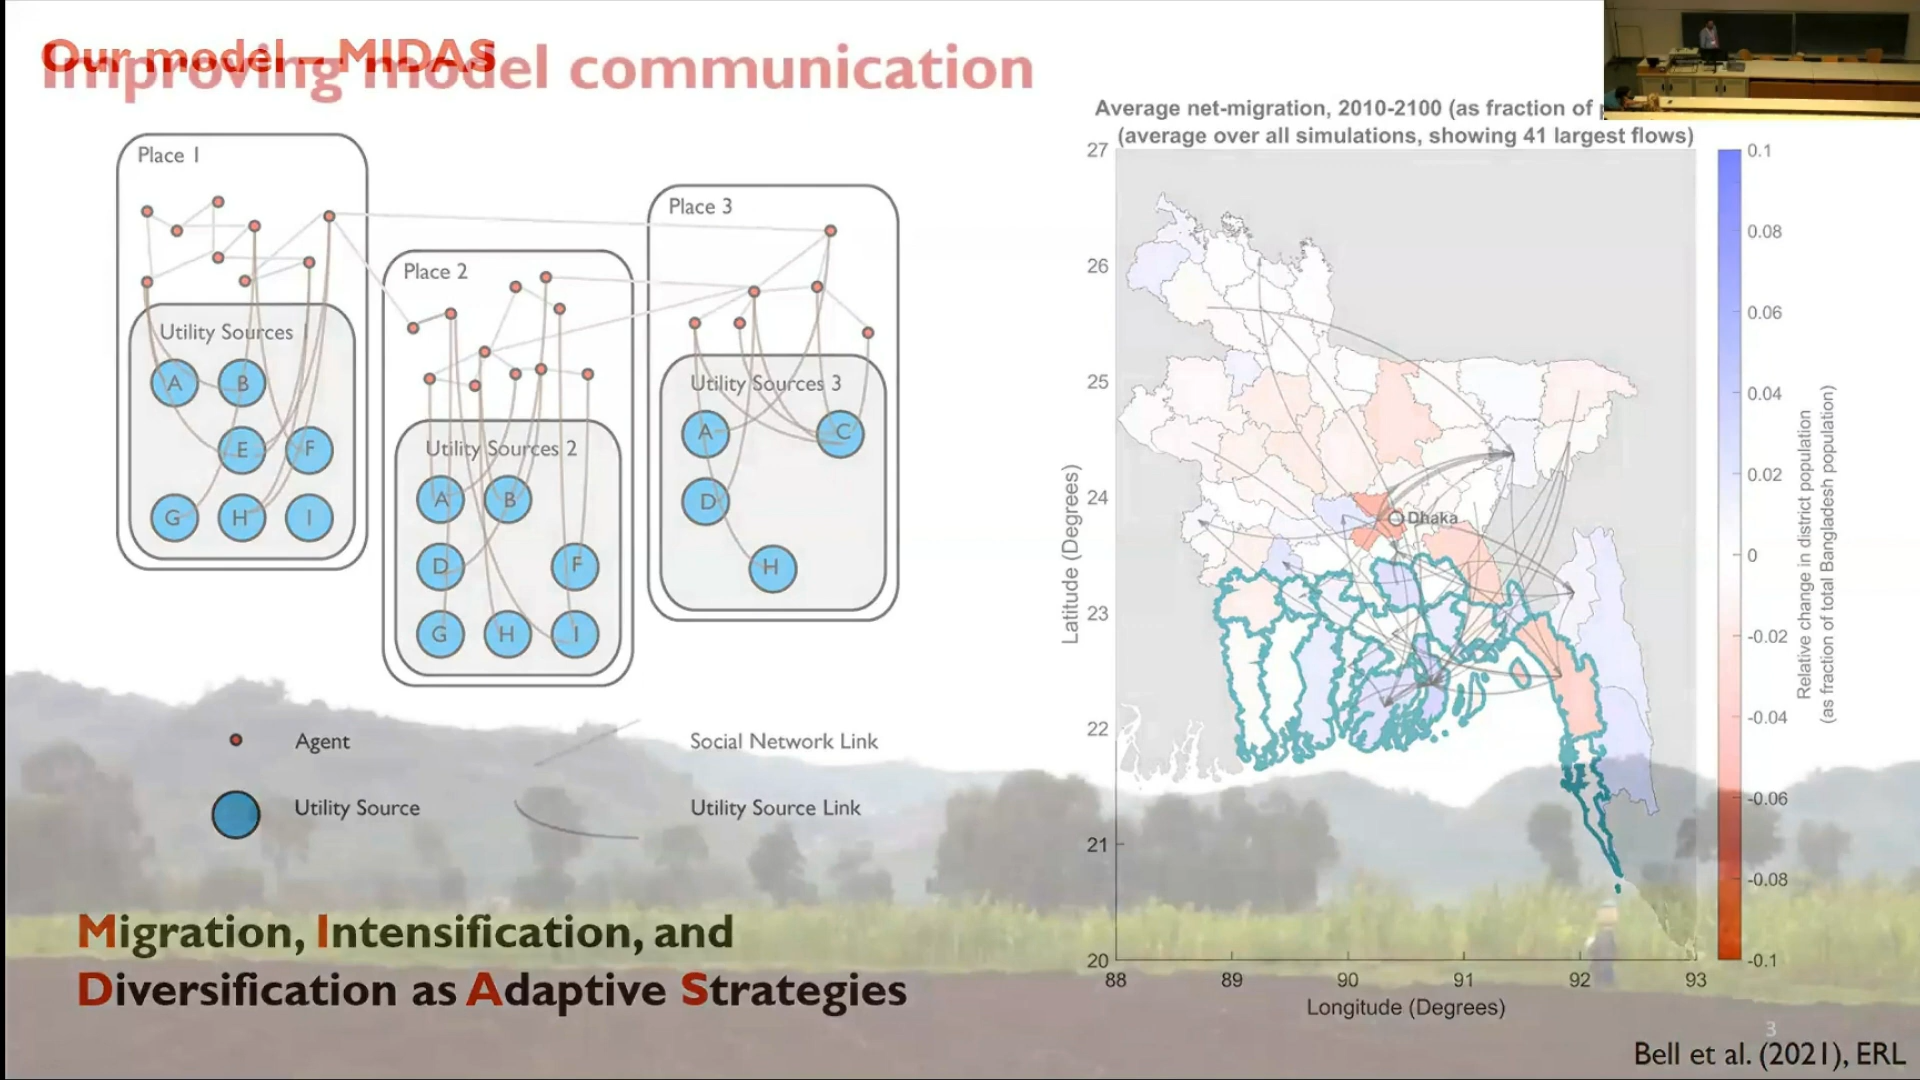 Our model – MIDAS
Improving model communication
Place 1
Utility Sources 1
A
B
E
F
G
H
I
Place 2
Utility Sources 2
A
B
D
F
G
H
I
Place 3
Utility Sources 3
A
C
D
H
Agent
Social Network Link
Utility Source
Utility Source Link
Migration, Intensification, and
Diversification as Adaptive Strategies
Average net-migration, 2010-2100 (as fraction of
(average over all simulations, showing 41 largest flows)
27
26
25
24
23
22
21
20
Latitude (Degrees)
Dhaka
88
89
90
91
92
93
Longitude (Degrees)
0.1
0.08
0.06
0.04
0.02
0
-0.02
-0.04
-0.06
-0.08
-0.1
Relative change in district population
(as fraction of total Bangladesh population)
3
Bell et al. (2021), ERL